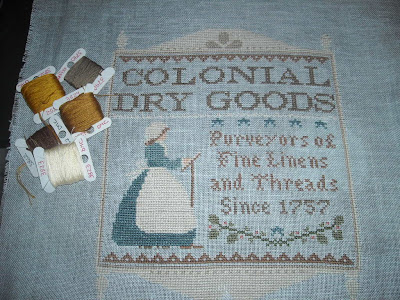 COLONIAL
DRY GOODS
Purveyors of
Fine Linens
and Threads
Since 1757